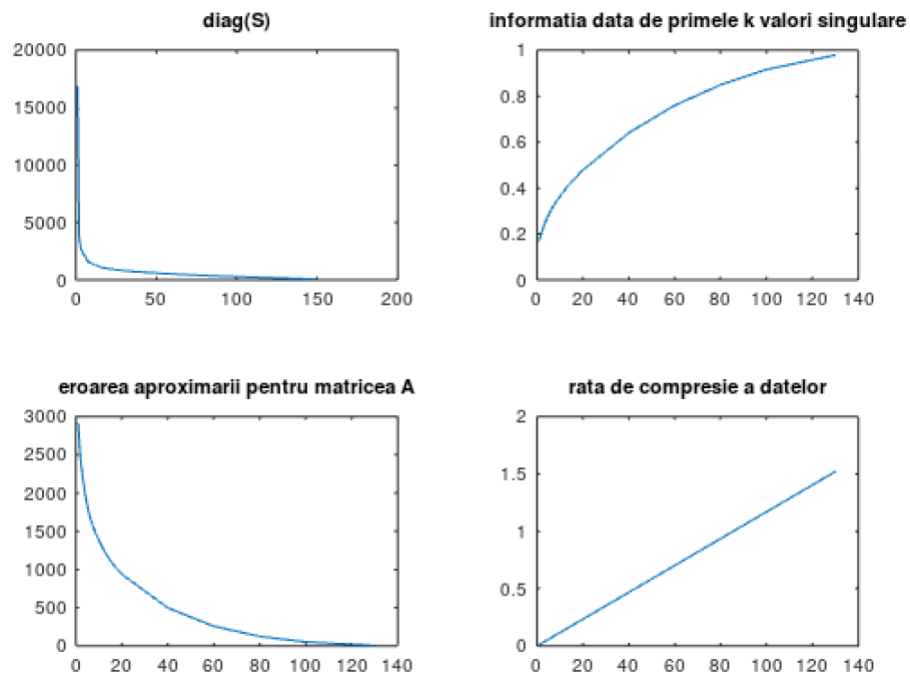 diag(S)
20000
15000
10000
5000
0
0 50 100 150 200
informatia data de primele k valori singulare
1
0.8
0.6
0.4
0.2
0
0 20 40 60 80 100 120 140
eroarea aproximarii pentru matricea A
3000
2500
2000
1500
1000
500
0
0 20 40 60 80 100 120 140
rata de compresie a datelor
2
1.5
1
0.5
0
0 20 40 60 80 100 120 140